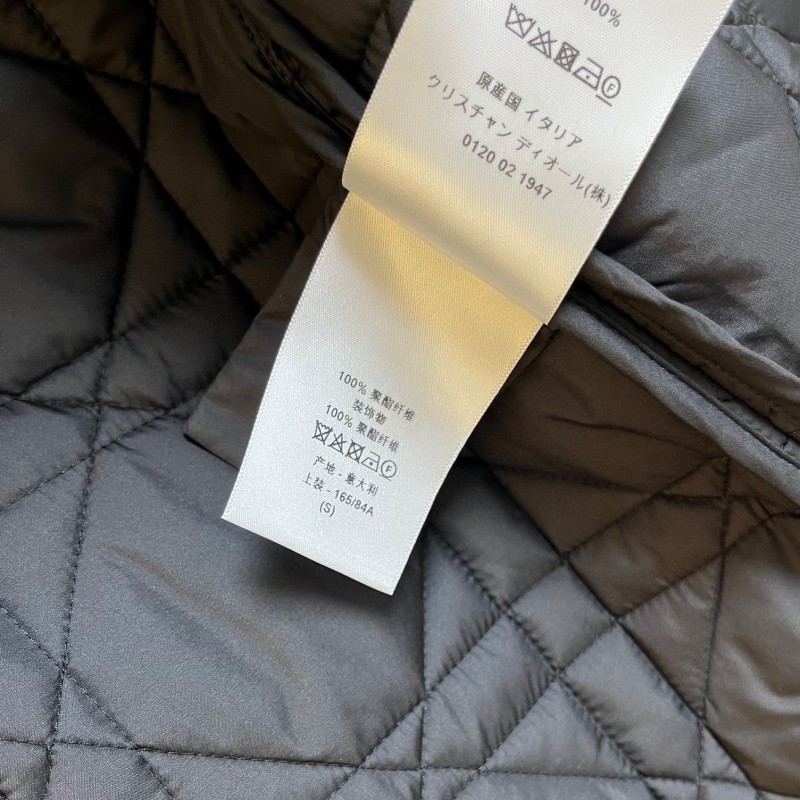 100%
原産国 イタリア
クリスチャン ディオール(株)
0120 02 1947
100% 聚酯纤维
装饰物
100% 聚酯纤维
产地 - 意大利
上装 - 165/84A
(S)